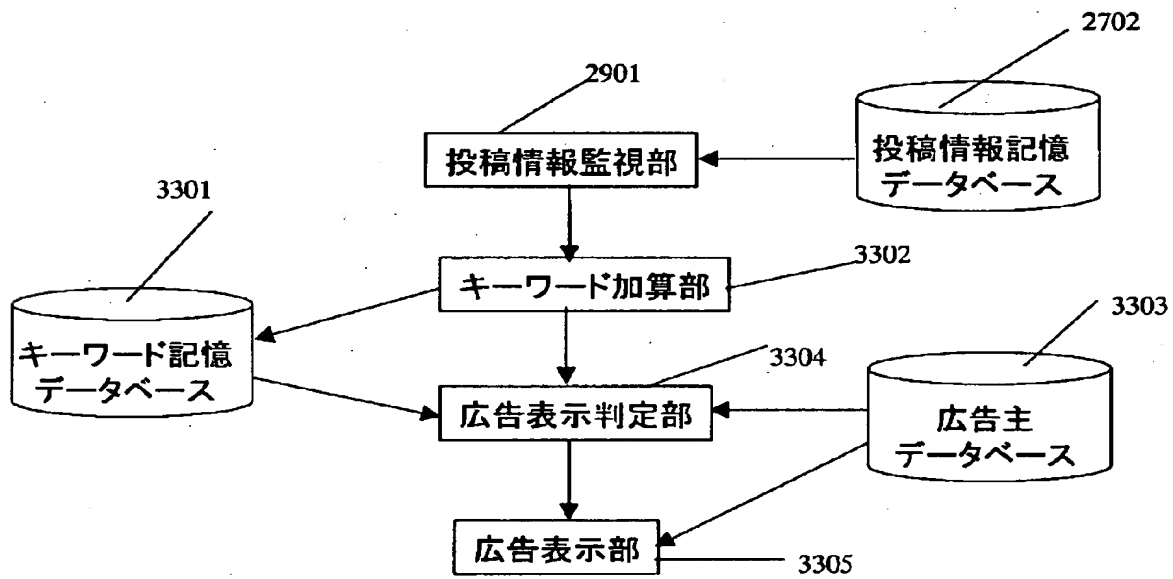 2702
2901
投稿情報記憶
データベース
投稿情報監視部
3301
3302
キーワード加算部
3303
キーワード記憶
データベース
3304
広告表示判定部
広告主
データベース
広告表示部
3305